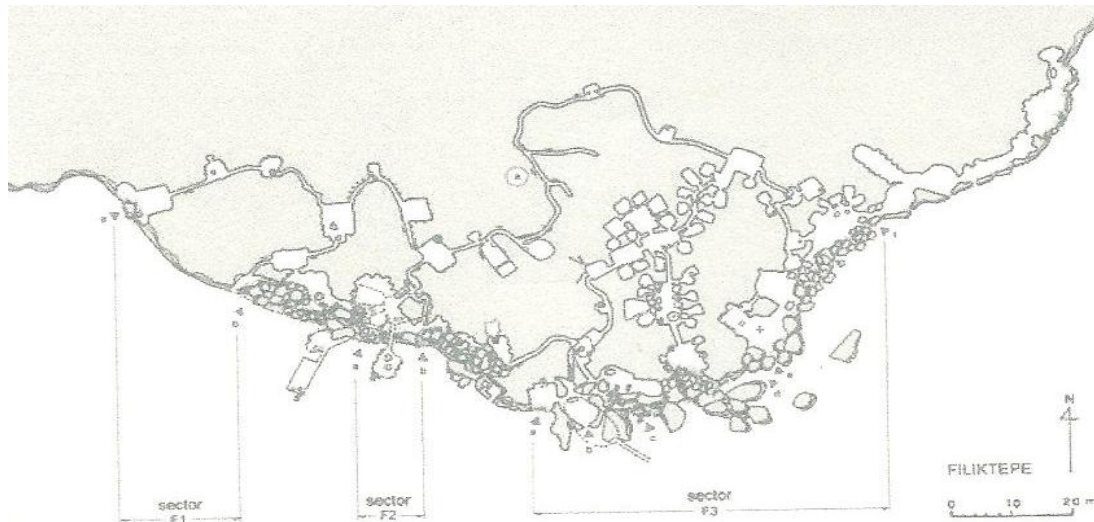 N
FILIKTEPE
0 10 20 m
sector
F1
sector
F2
sector
F3